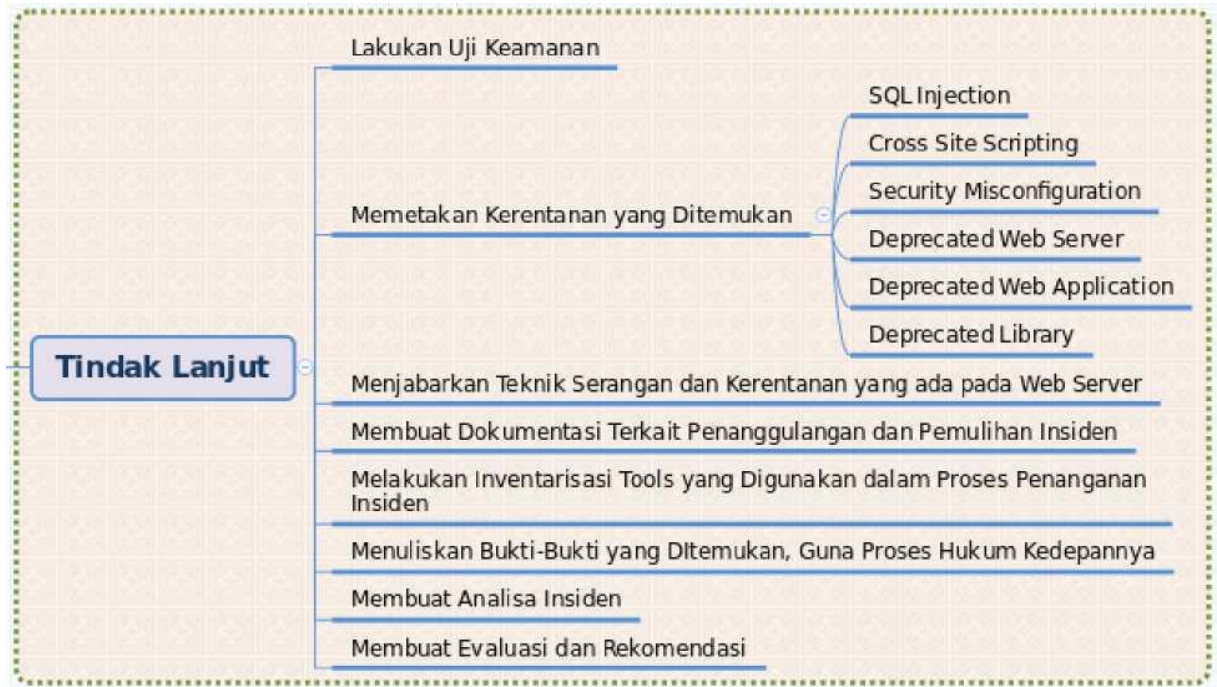 Tindak Lanjut
Lakukan Uji Keamanan
Memetakan Kerentanan yang Ditemukan
SQL Injection
Cross Site Scripting
Security Misconfiguration
Deprecated Web Server
Deprecated Web Application
Deprecated Library
Menjabarkan Teknik Serangan dan Kerentanan yang ada pada Web Server
Membuat Dokumentasi Terkait Penanggulangan dan Pemulihan Insiden
Melakukan Inventarisasi Tools yang Digunakan dalam Proses Penanganan
Insiden
Menuliskan Bukti-Bukti yang DItemukan, Guna Proses Hukum Kedepannya
Membuat Analisa Insiden
Membuat Evaluasi dan Rekomendasi